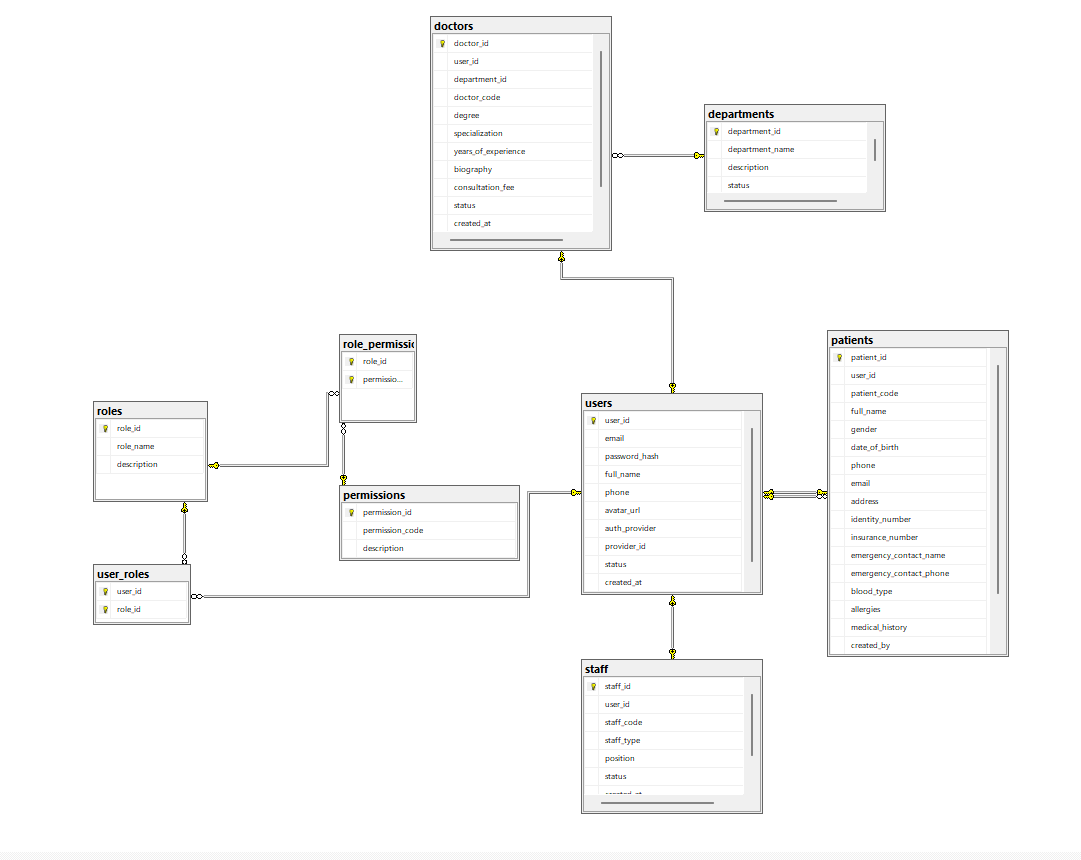 doctors
doctor_id
user_id
department_id
doctor_code
degree
specialization
years_of_experience
biography
consultation_fee
status
created_at
departments
department_id
department_name
description
status
role_permissic
role_id
permissio...
roles
role_id
role_name
description
permissions
permission_id
permission_code
description
user_roles
user_id
role_id
users
user_id
email
password_hash
full_name
phone
avatar_url
auth_provider
provider_id
status
created_at
patients
patient_id
user_id
patient_code
full_name
gender
date_of_birth
phone
email
address
identity_number
insurance_number
emergency_contact_name
emergency_contact_phone
blood_type
allergies
medical_history
created_by
staff
staff_id
user_id
staff_code
staff_type
position
status
created_at